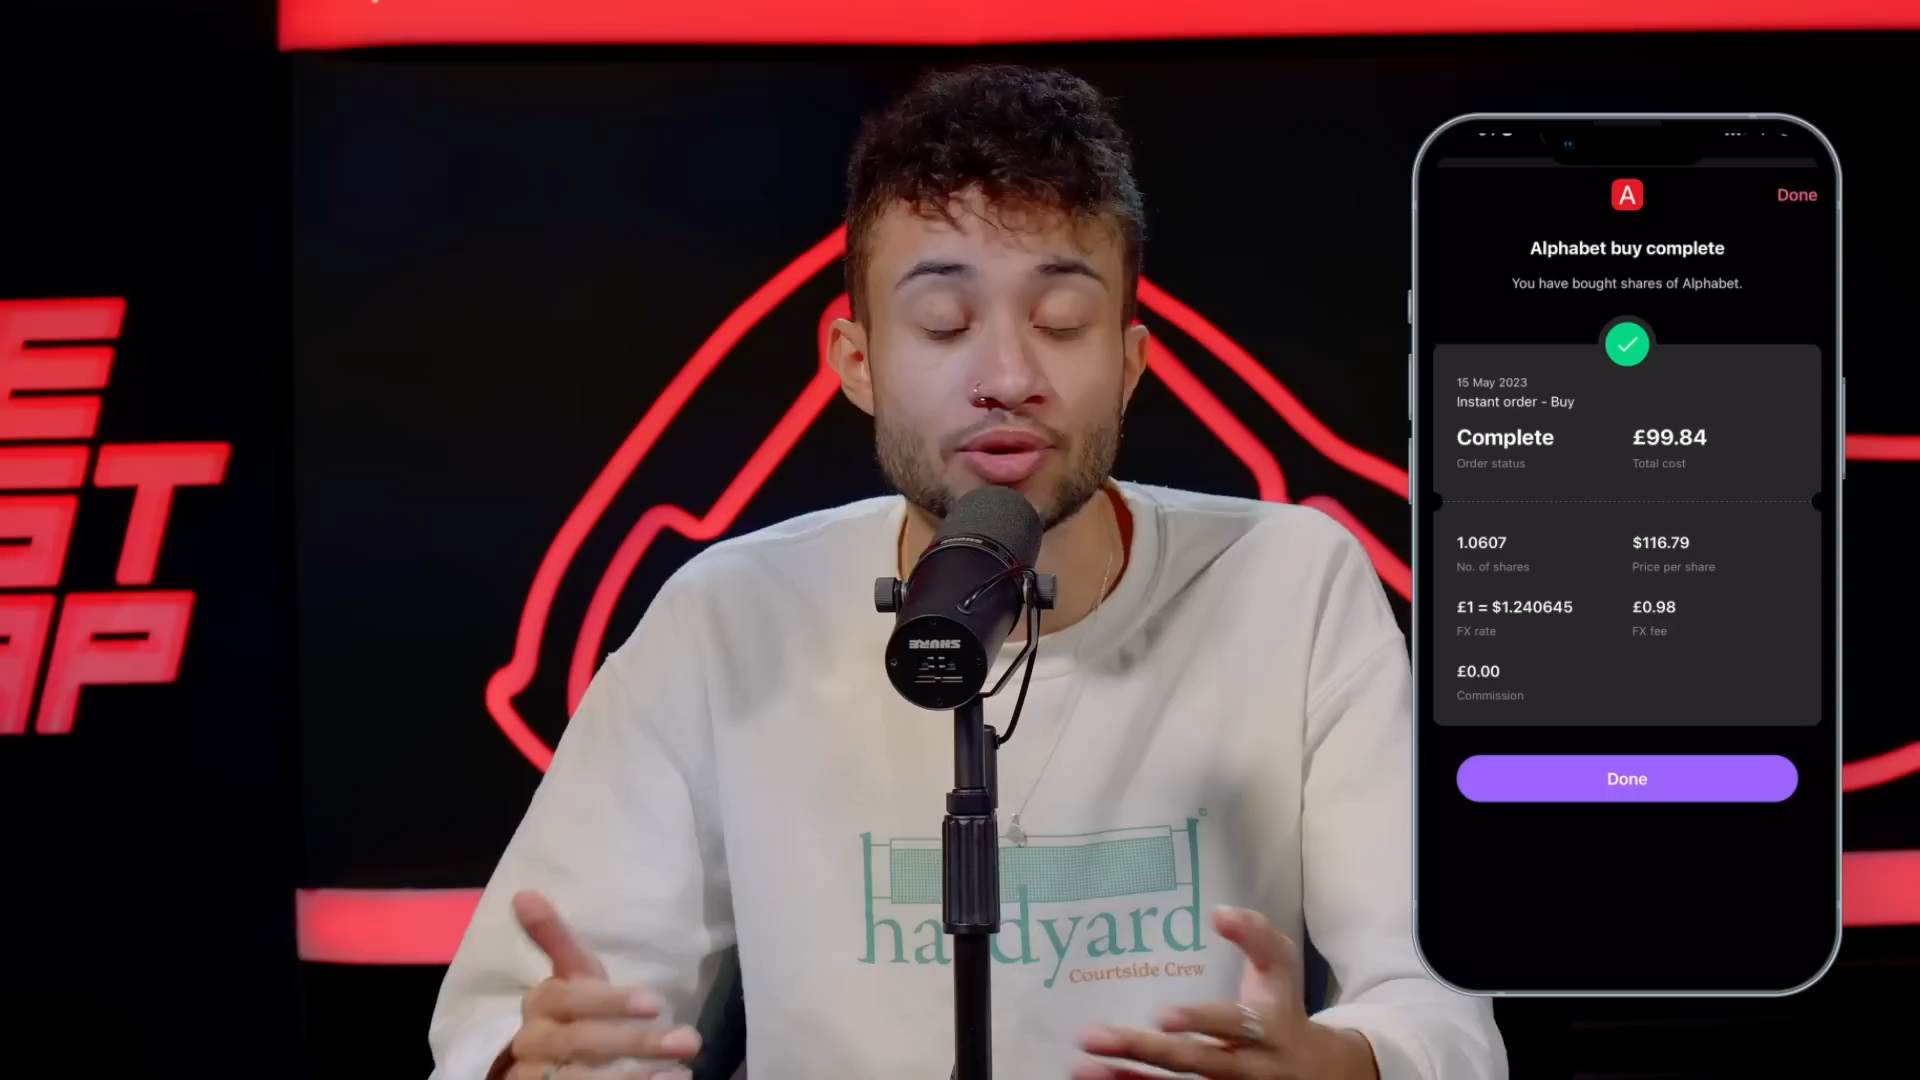 A
Done
Alphabet buy complete
You have bought shares of Alphabet.
15 May 2023
Instant order - Buy
Complete
£99.84
Order status
Total cost
1.0607
$116.79
No. of shares
Price per share
£1 = $1.240645
£0.98
FX rate
FX fee
£0.00
Commission
Done
SHURE
Courtside Crew